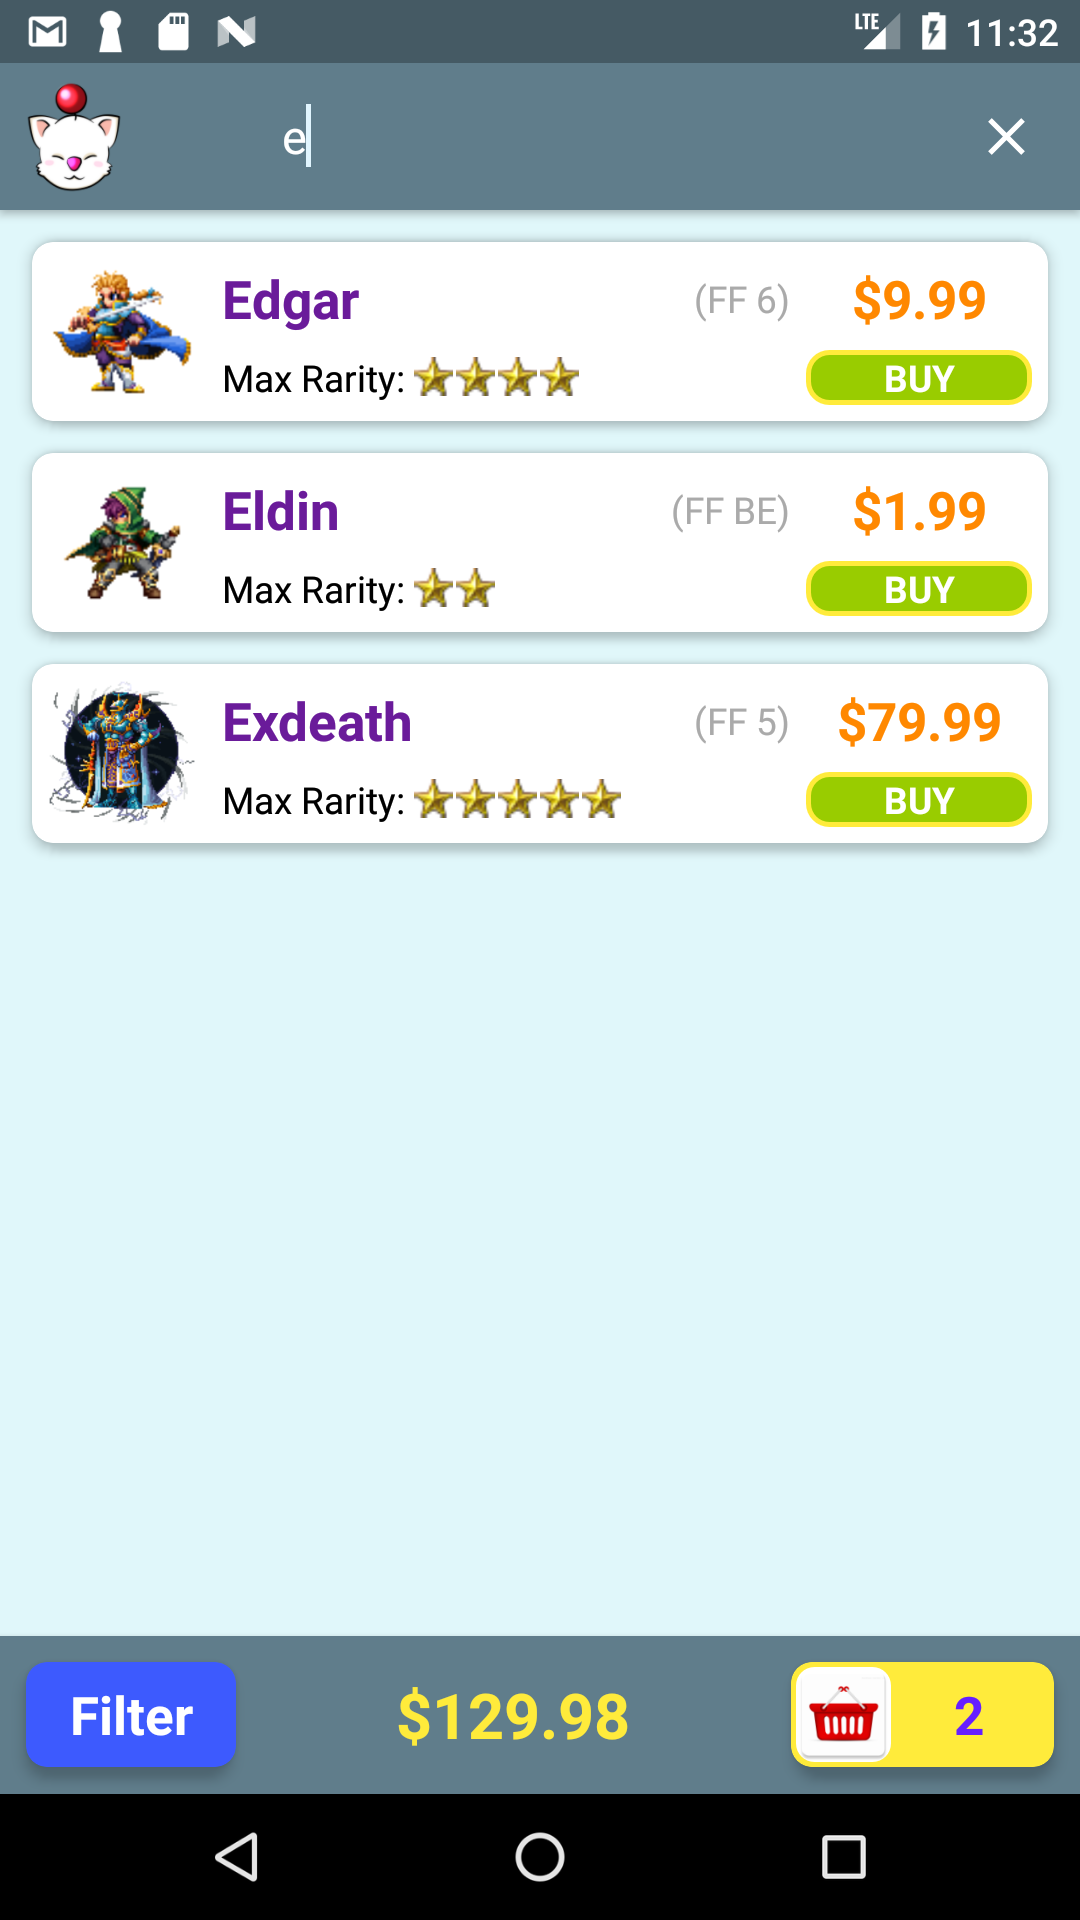 LTE 11:32
e
Edgar (FF 6) $9.99
Max Rarity: BUY
Eldin (FF BE) $1.99
Max Rarity: BUY
Exdeath (FF 5) $79.99
Max Rarity: BUY
Filter $129.98 2